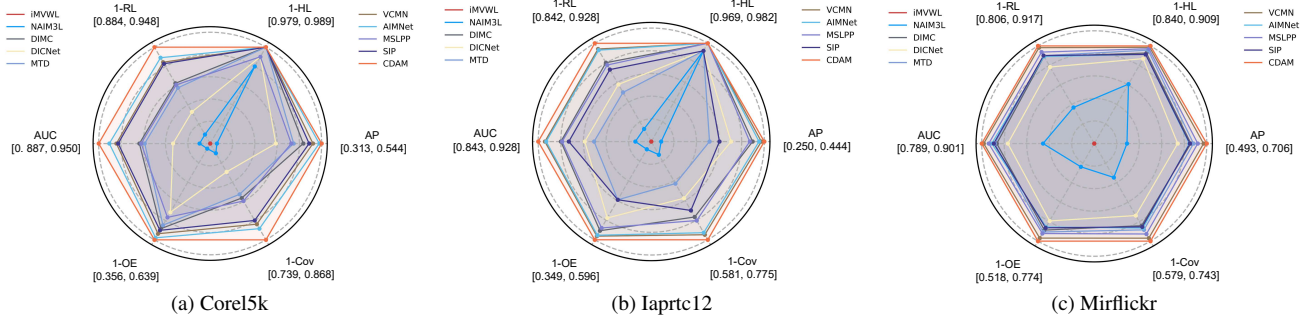 iMVWL
NAIM3L
DIMC
DICNet
MTD
VCMN
AIMNet
MSLPP
SIP
CDAM
1-RL
[0.884, 0.948]
1-HL
[0.979, 0.989]
AUC
[0. 887, 0.950]
AP
[0.313, 0.544]
1-OE
[0.356, 0.639]
1-Cov
[0.739, 0.868]
(a) Corel5k
iMVWL
NAIM3L
DIMC
DICNet
MTD
VCMN
AIMNet
MSLPP
SIP
CDAM
1-RL
[0.842, 0.928]
1-HL
[0.969, 0.982]
AUC
[0.843, 0.928]
AP
[0.250, 0.444]
1-OE
[0.349, 0.596]
1-Cov
[0.581, 0.775]
(b) Iaprtc12
iMVWL
NAIM3L
DIMC
DICNet
MTD
VCMN
AIMNet
MSLPP
SIP
CDAM
1-RL
[0.806, 0.917]
1-HL
[0.840, 0.909]
AUC
[0.789, 0.901]
AP
[0.493, 0.706]
1-OE
[0.518, 0.774]
1-Cov
[0.579, 0.743]
(c) Mirflickr